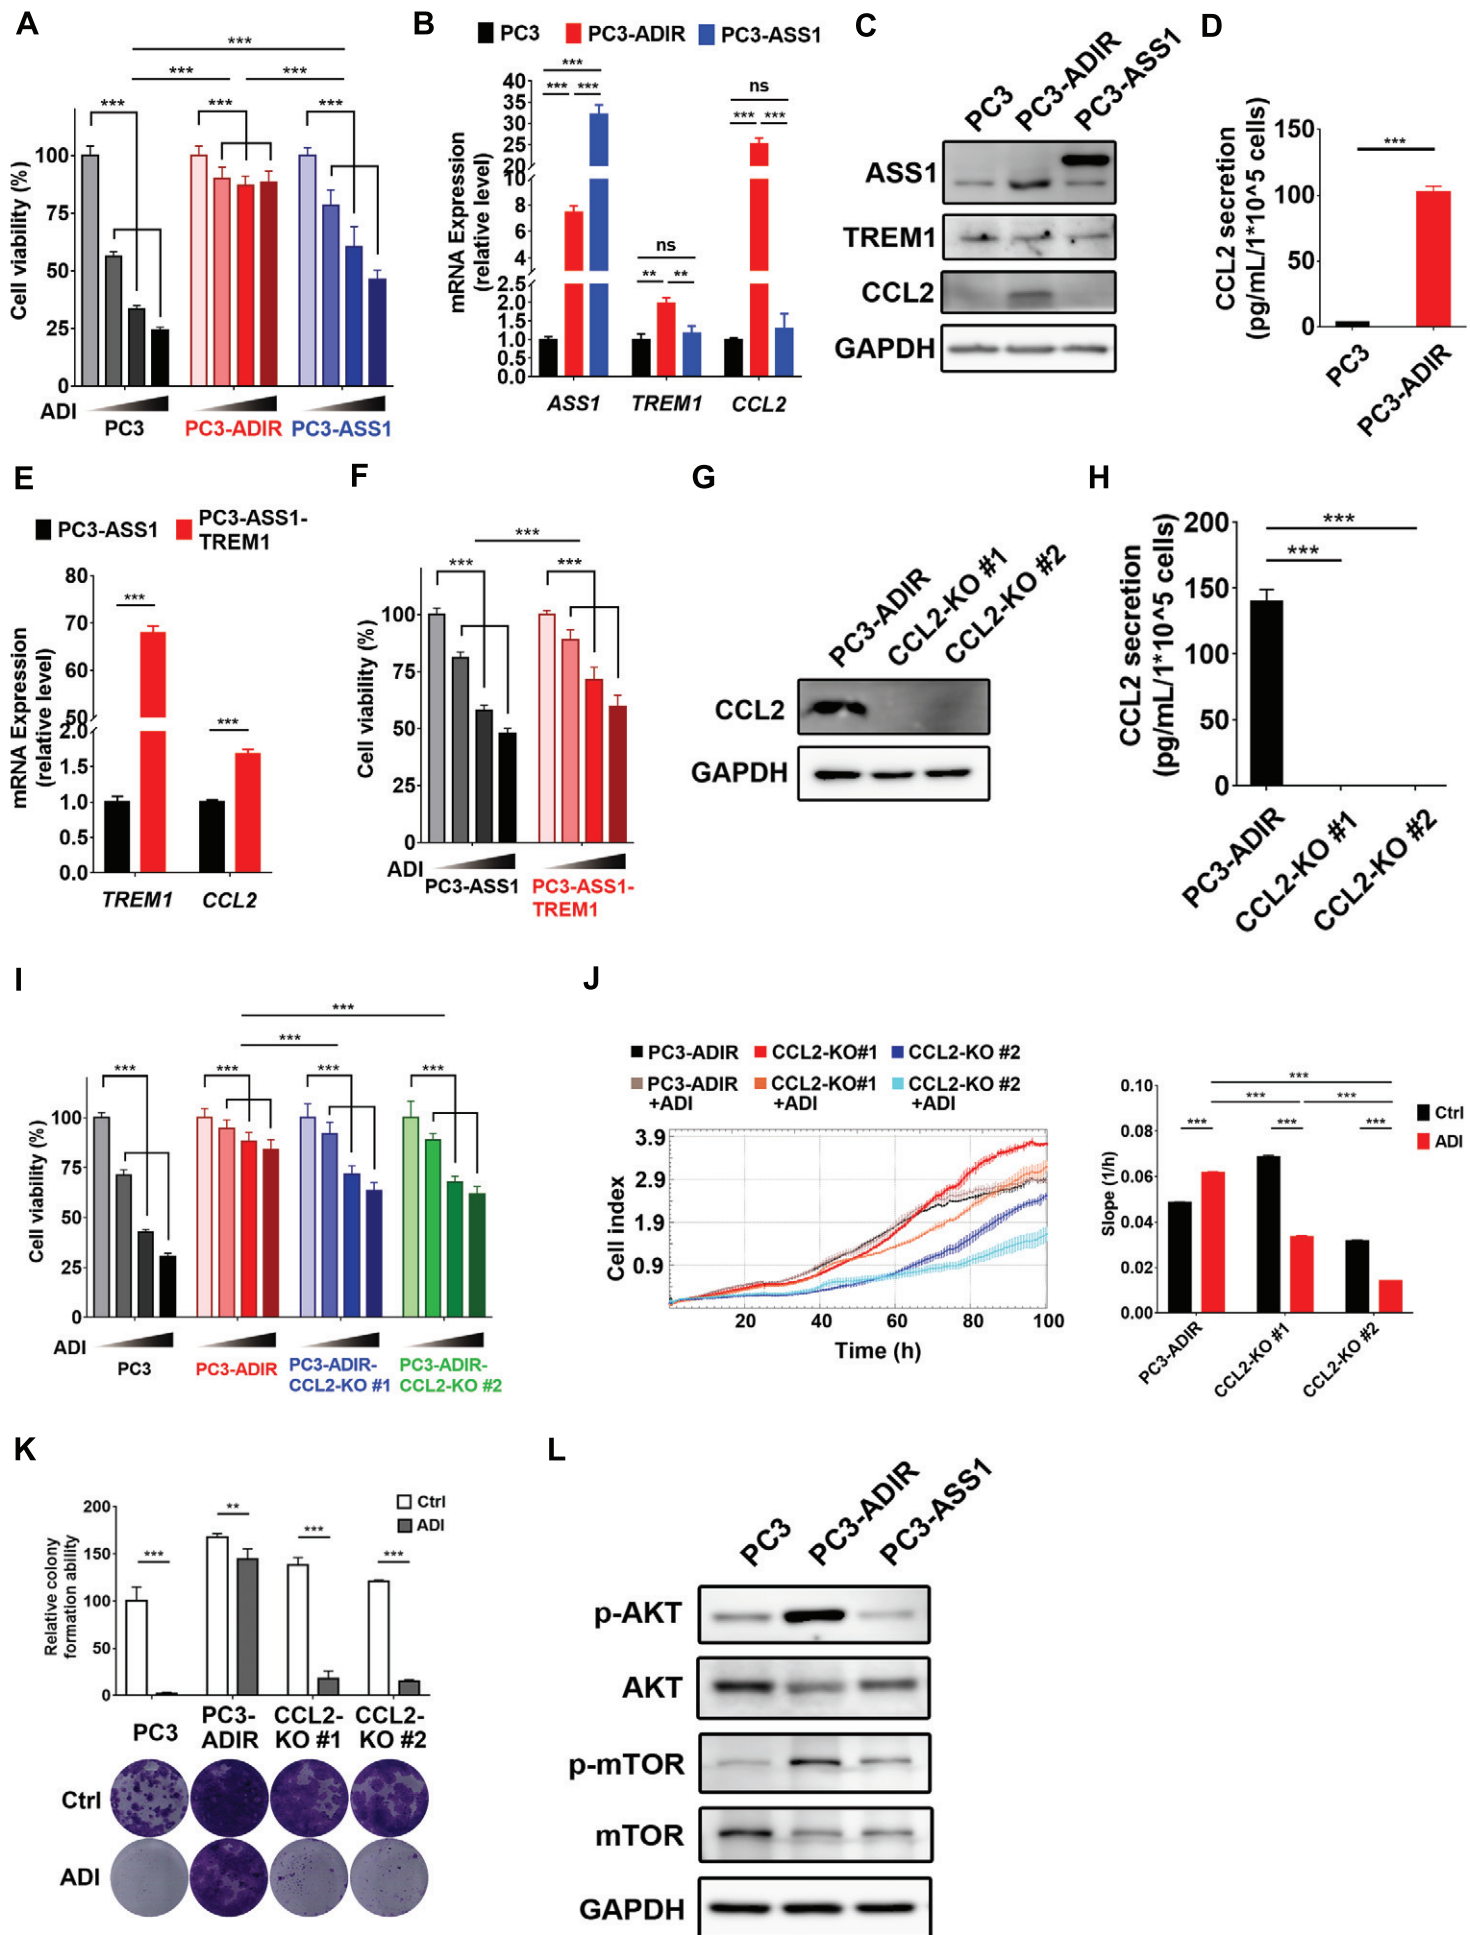 A
***
***
***
***
***
***
Cell viability (%)
100
75
50
25
0
ADI
PC3
PC3-ADIR
PC3-ASS1
B
PC3
PC3-ADIR
PC3-ASS1
***
***
***
ns
**
**
ns
***
***
mRNA Expression
(relative level)
40
35
30
25
20
10
8
6
4
2.5
2.0
1.5
1.0
0.5
0.0
ASS1
TREM1
CCL2
C
PC3
PC3-ADIR
PC3-ASS1
ASS1
TREM1
CCL2
GAPDH
D
CCL2 secretion
(pg/mL/1*10^5 cells)
150
100
50
0
***
PC3
PC3-ADIR
E
PC3-ASS1
PC3-ASS1-
TREM1
mRNA Expression
(relative level)
80
70
60
50
2.0
1.5
1.0
0.5
0.0
***
***
TREM1
CCL2
F
***
***
***
Cell viability (%)
100
75
50
25
0
ADI
PC3-ASS1
PC3-ASS1-
TREM1
G
PC3-ADIR
CCL2-KO #1
CCL2-KO #2
CCL2
GAPDH
H
CCL2 secretion
(pg/mL/1*10^5 cells)
200
150
100
50
0
***
***
PC3-ADIR
CCL2-KO #1
CCL2-KO #2
I
***
***
***
***
***
***
Cell viability (%)
100
75
50
25
0
ADI
PC3
PC3-ADIR
PC3-ADIR-
CCL2-KO #1
PC3-ADIR-
CCL2-KO #2
J
PC3-ADIR
CCL2-KO#1
CCL2-KO #2
PC3-ADIR
+ADI
CCL2-KO#1
+ADI
CCL2-KO #2
+ADI
Cell index
3.9
2.9
1.9
0.9
20
40
60
80
100
Time (h)
Slope (1/h)
0.10
0.08
0.06
0.04
0.02
0.00
***
***
***
***
***
***
Ctrl
ADI
PC3-ADIR
CCL2-KO #1
CCL2-KO #2
K
Relative colony
formation ability
200
150
100
50
0
***
**
***
***
Ctrl
ADI
PC3
PC3-
ADIR
CCL2-
KO #1
CCL2-
KO #2
Ctrl
ADI
L
PC3
PC3-ADIR
PC3-ASS1
p-AKT
AKT
p-mTOR
mTOR
GAPDH